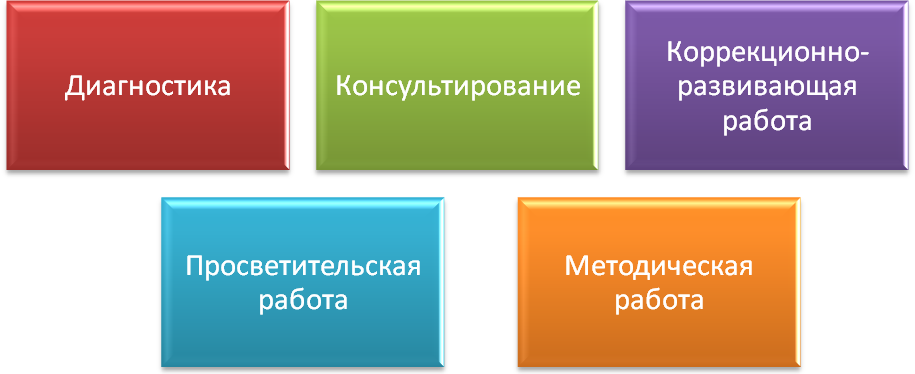 Диагностика
Консультирование
Коррекционно-
развивающая
работа
Просветительская
работа
Методическая
работа